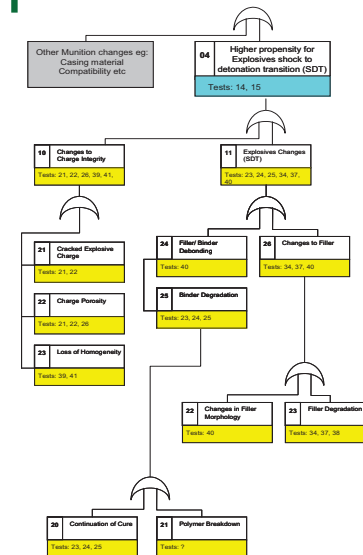 Other Munition changes eg:
Casing material
Compatibility etc
04
Higher propensity for
Explosives shock to
detonation transition (SDT)
Tests: 14, 15
10
Changes to
Charge Integrity
Tests: 21, 22, 26, 39, 41,
11
Explosives Changes
(SDT)
Tests: 23, 24, 25, 34, 37,
40
21
Cracked Explosive
Charge
Tests: 21, 22
22
Charge Porosity
Tests: 21, 22, 26
23
Loss of Homogeneity
Tests: 39, 41
24
Filler/ Binder
Debonding
Tests: 40
25
Binder Degradation
Tests: 23, 24, 25
26
Changes to Filler
Tests: 34, 37, 40
22
Changes in Filler
Morphology
Tests: 40
23
Filler Degradation
Tests: 34, 37, 38
20
Continuation of Cure
Tests: 23, 24, 25
21
Polymer Breakdown
Tests: ?